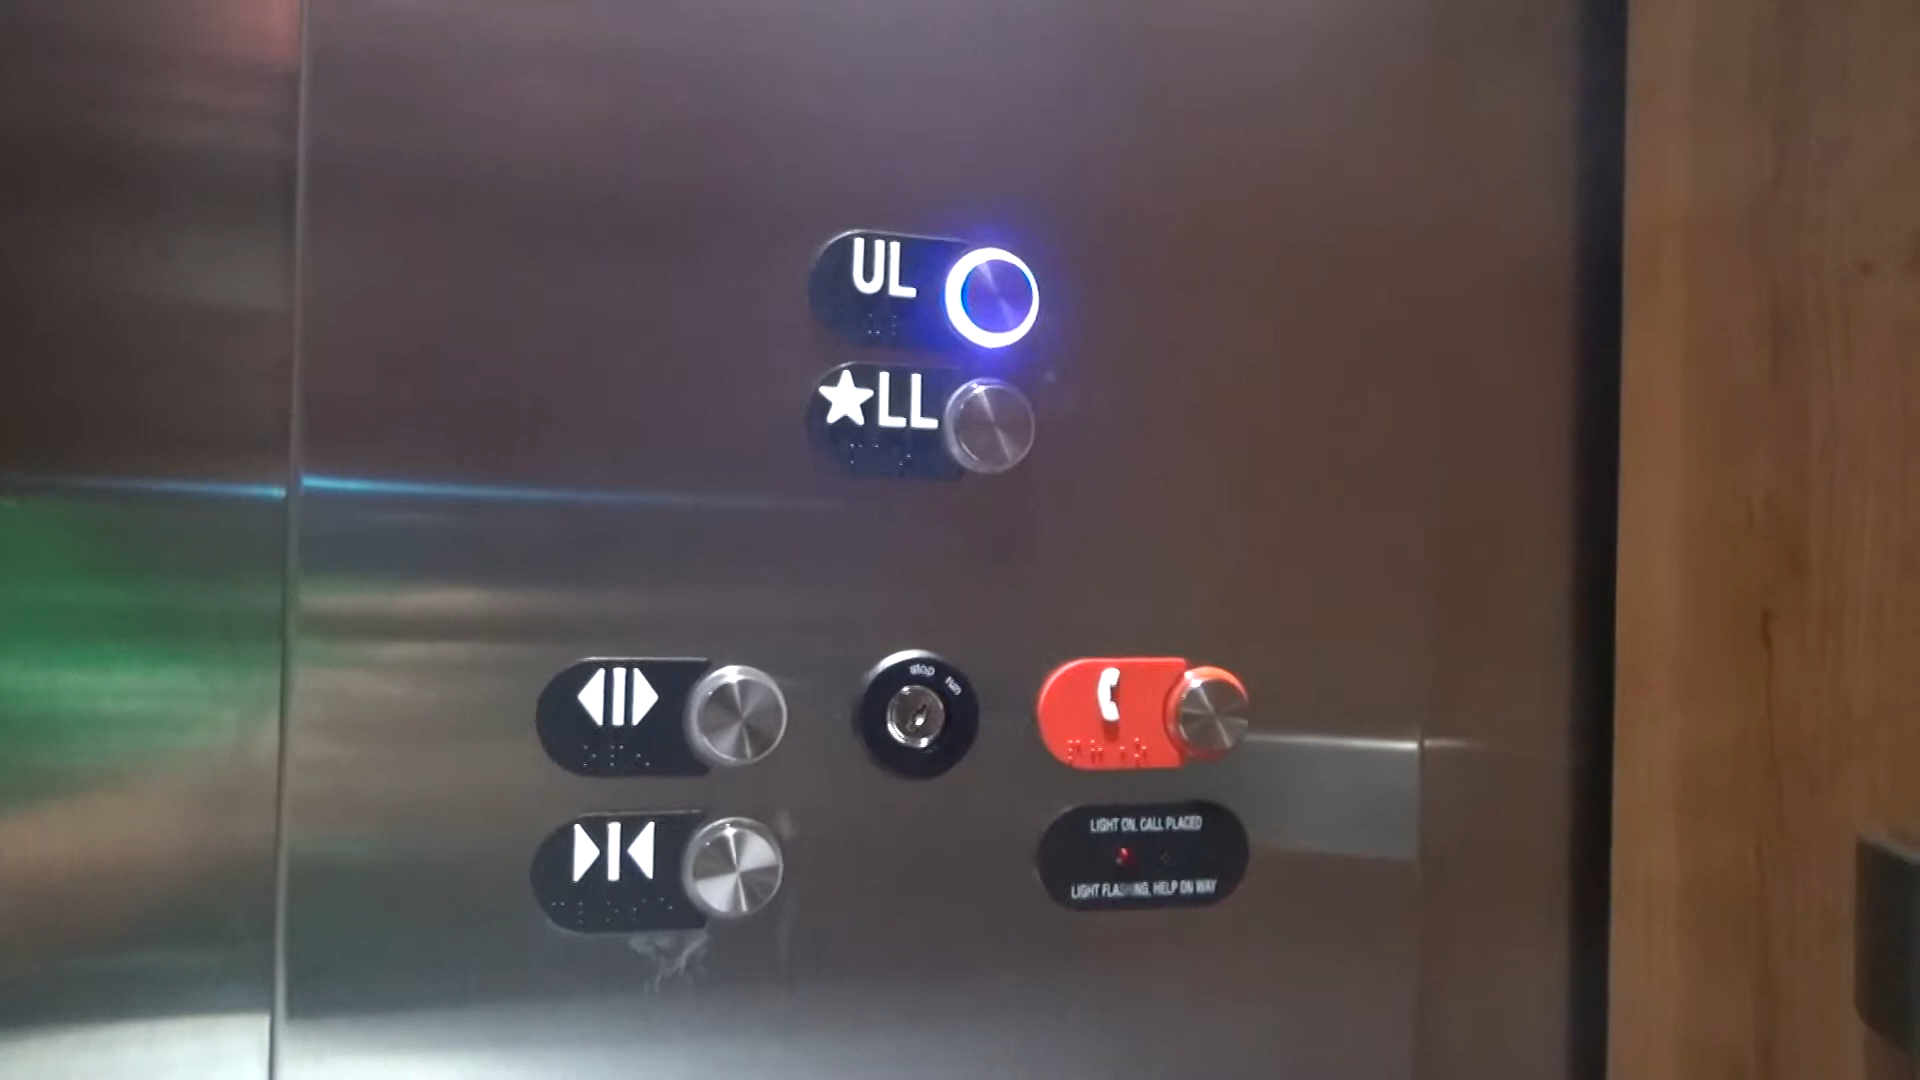 UL
★LL
stop
run
LIGHT ON, CALL PLACED
LIGHT FLASHING, HELP ON WAY